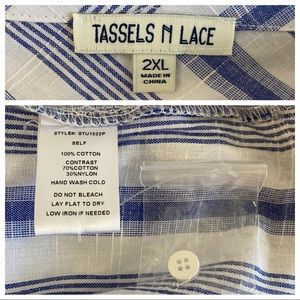 TASSELS N LACE
2XL
MADE IN
CHINA
STYLE#: STU1522P
SELF
100% COTTON
CONTRAST
70%COTTON
30%NYLON
HAND WASH COLD
DO NOT BLEACH
LAY FLAT TO DRY
LOW IRON IF NEEDED